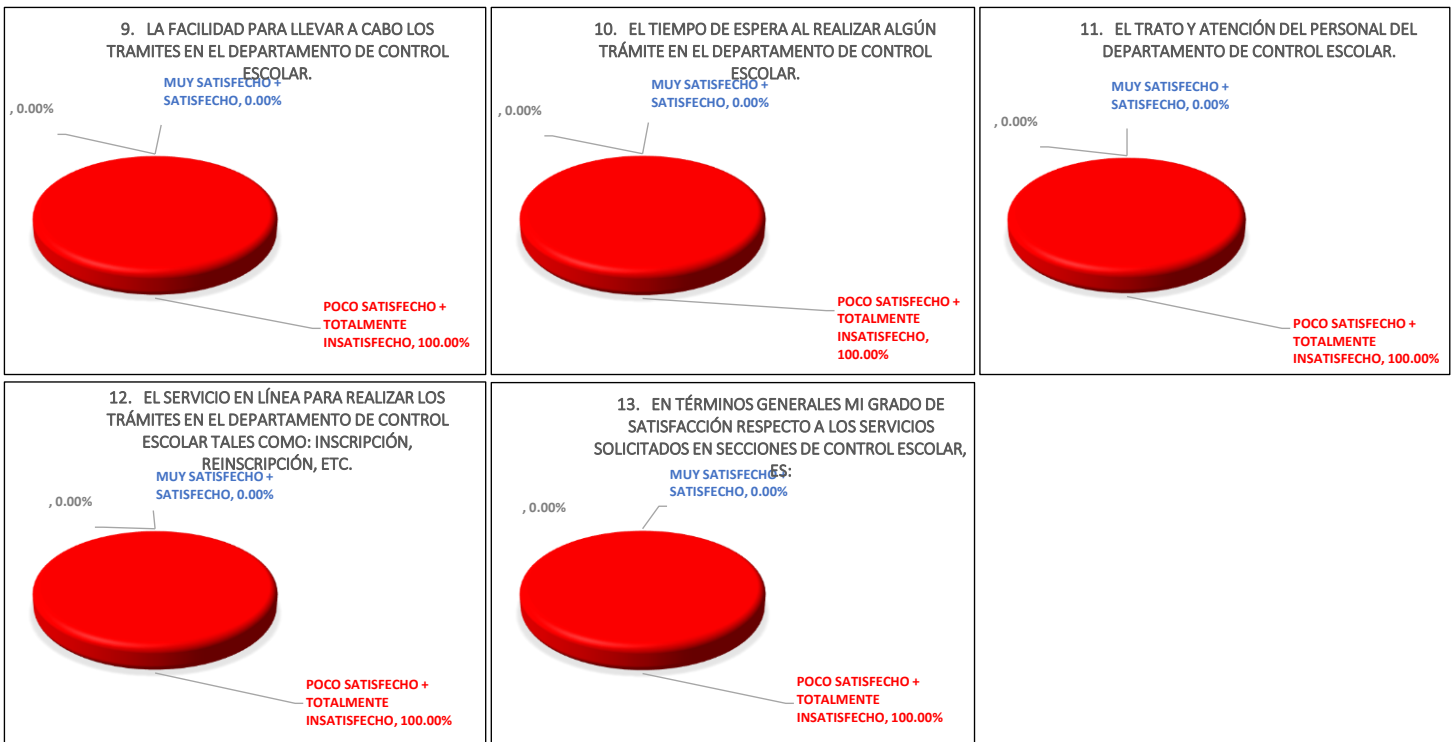 9. LA FACILIDAD PARA LLEVAR A CABO LOS
TRAMITES EN EL DEPARTAMENTO DE CONTROL
ESCOLAR.
MUY SATISFECHO +
SATISFECHO, 0.00%
, 0.00%
POCO SATISFECHO +
TOTALMENTE
INSATISFECHO, 100.00%
10. EL TIEMPO DE ESPERA AL REALIZAR ALGÚN
TRÁMITE EN EL DEPARTAMENTO DE CONTROL
ESCOLAR.
MUY SATISFECHO +
SATISFECHO, 0.00%
, 0.00%
POCO SATISFECHO +
TOTALMENTE
INSATISFECHO,
100.00%
11. EL TRATO Y ATENCIÓN DEL PERSONAL DEL
DEPARTAMENTO DE CONTROL ESCOLAR.
MUY SATISFECHO +
SATISFECHO, 0.00%
, 0.00%
POCO SATISFECHO +
TOTALMENTE
INSATISFECHO, 100.00%
12. EL SERVICIO EN LÍNEA PARA REALIZAR LOS
TRÁMITES EN EL DEPARTAMENTO DE CONTROL
ESCOLAR TALES COMO: INSCRIPCIÓN,
REINSCRIPCIÓN, ETC.
MUY SATISFECHO +
SATISFECHO, 0.00%
, 0.00%
POCO SATISFECHO +
TOTALMENTE
INSATISFECHO, 100.00%
13. EN TÉRMINOS GENERALES MI GRADO DE
SATISFACCIÓN RESPECTO A LOS SERVICIOS
SOLICITADOS EN SECCIONES DE CONTROL ESCOLAR,
ES:
MUY SATISFECHO +
SATISFECHO, 0.00%
, 0.00%
POCO SATISFECHO +
TOTALMENTE
INSATISFECHO, 100.00%